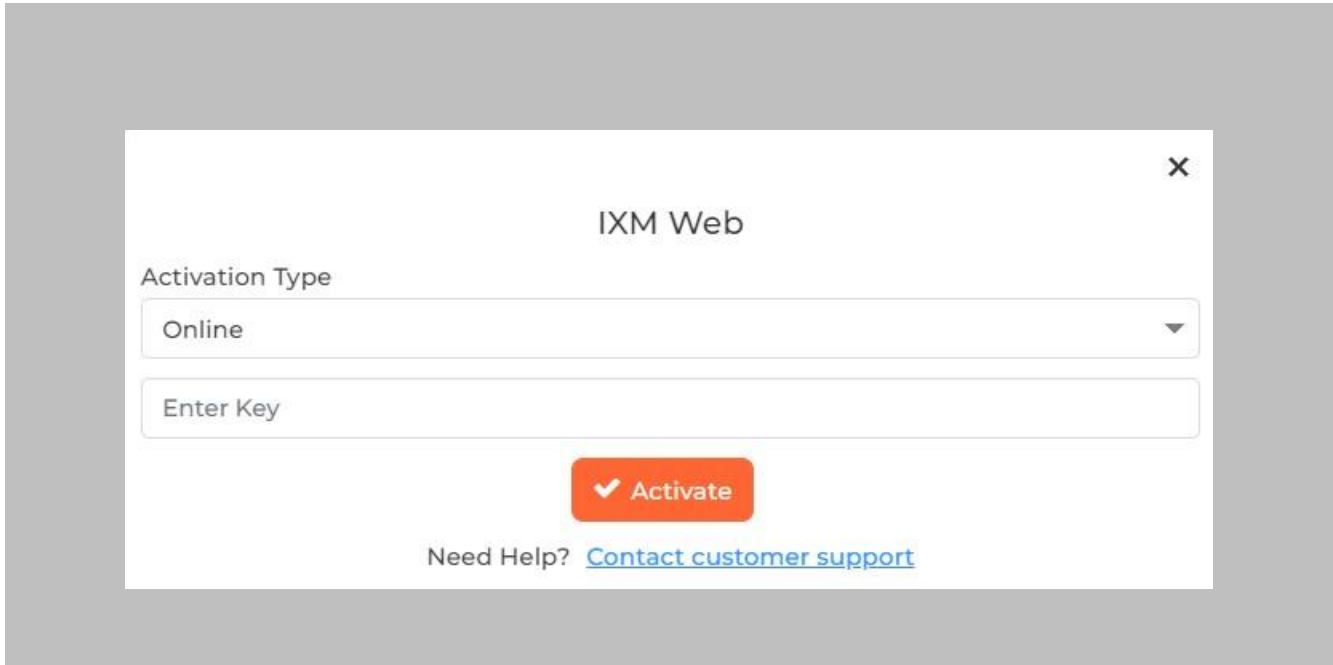 IXM Web
Activation Type
Online
Enter Key
Activate
Need Help? Contact customer support